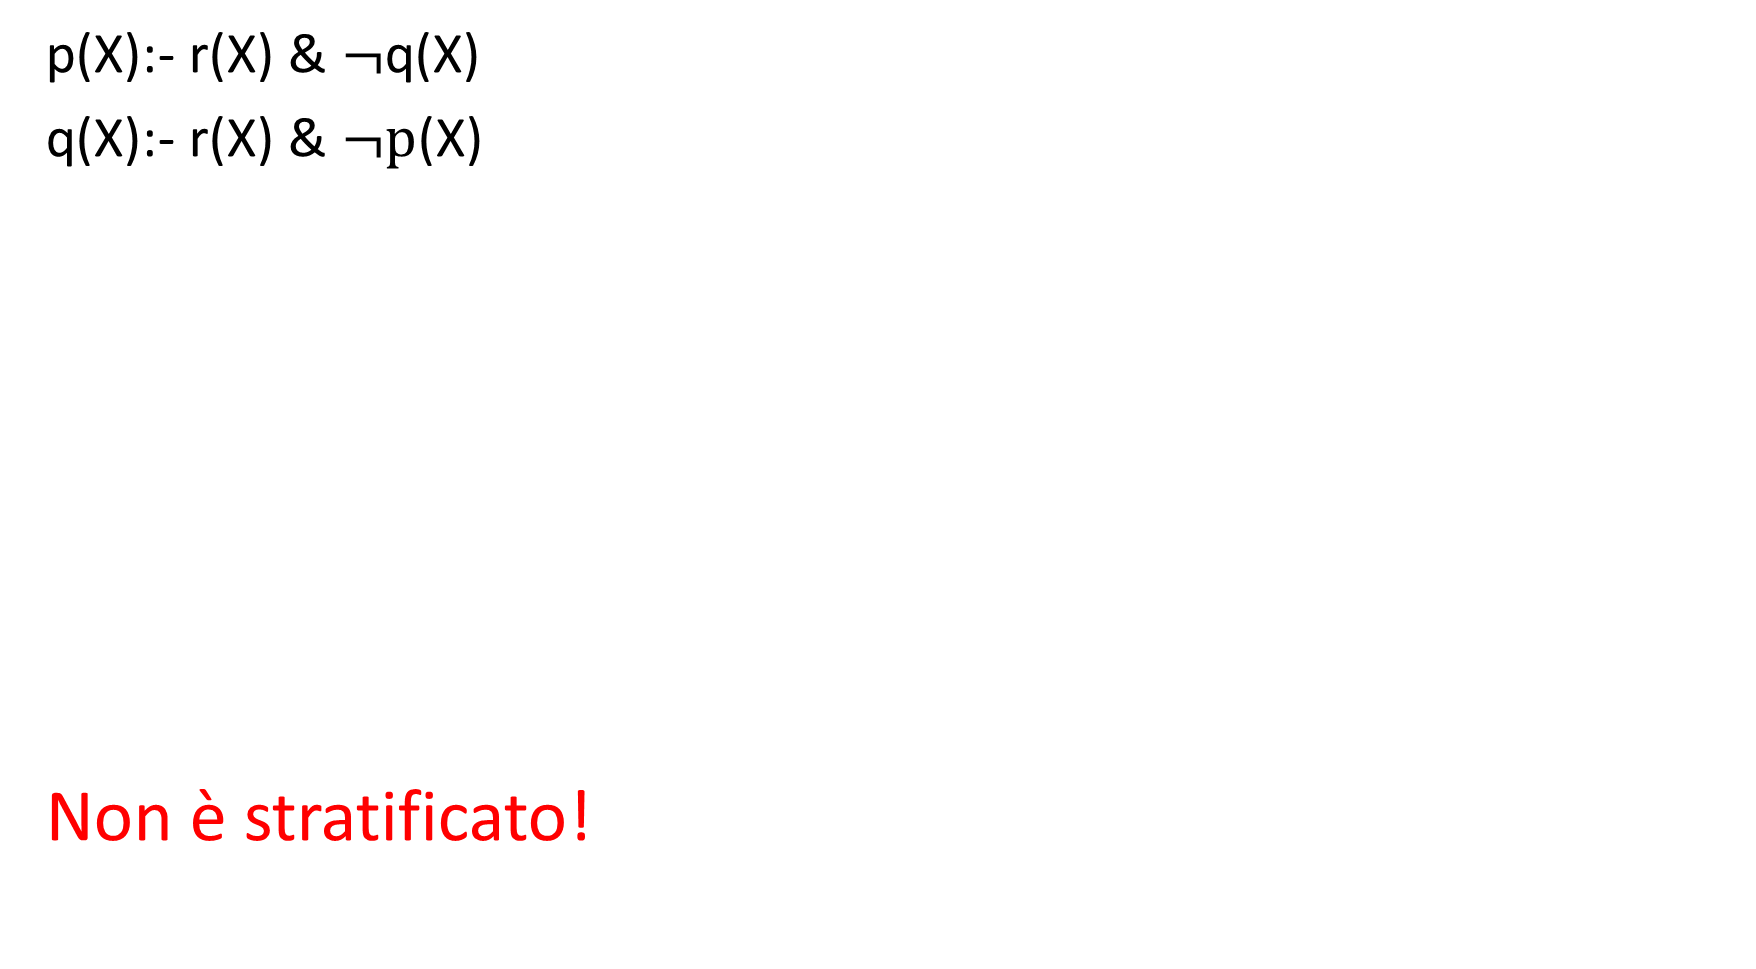 p(X):- r(X) & ¬q(X)
q(X):- r(X) & ¬p(X)
Non è stratificato!